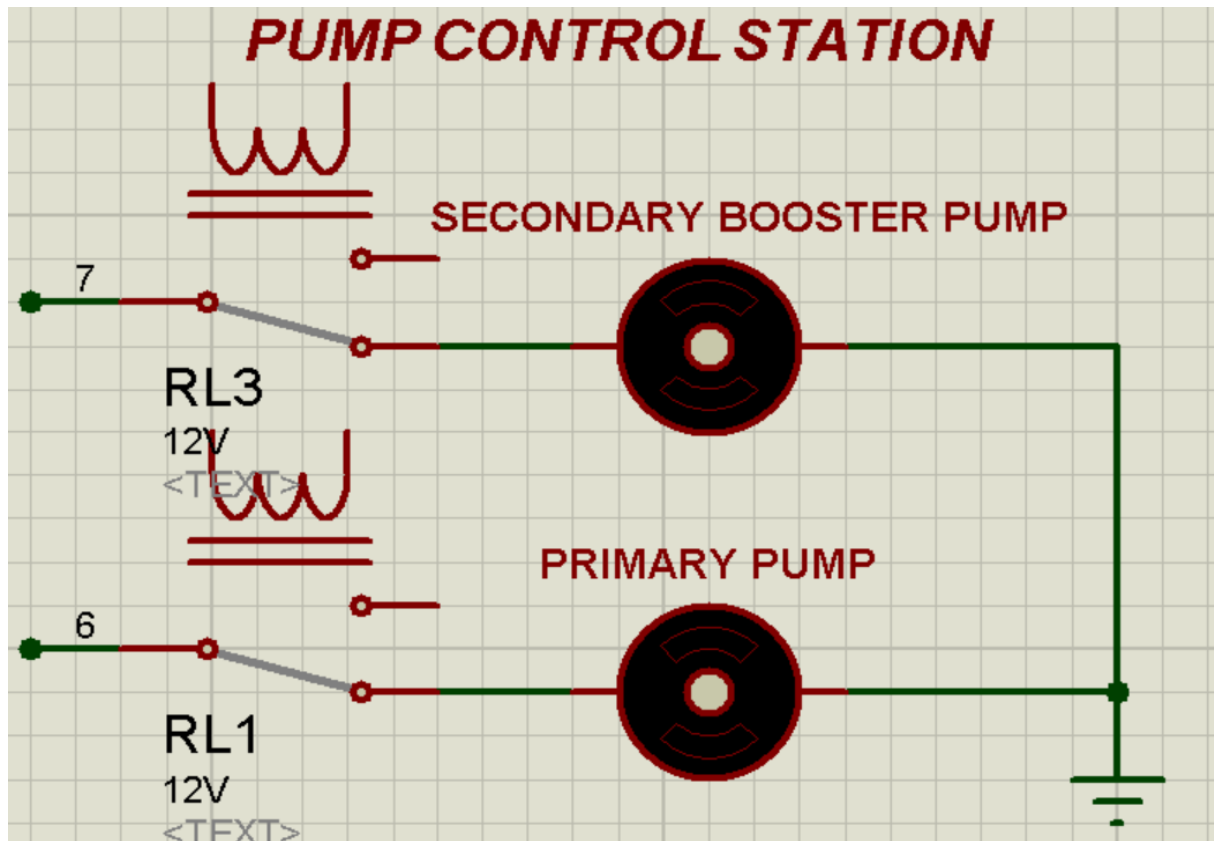 PUMP CONTROL STATION
SECONDARY BOOSTER PUMP
7
RL3
12V
<TEXT>
PRIMARY PUMP
6
RL1
12V
<TEXT>